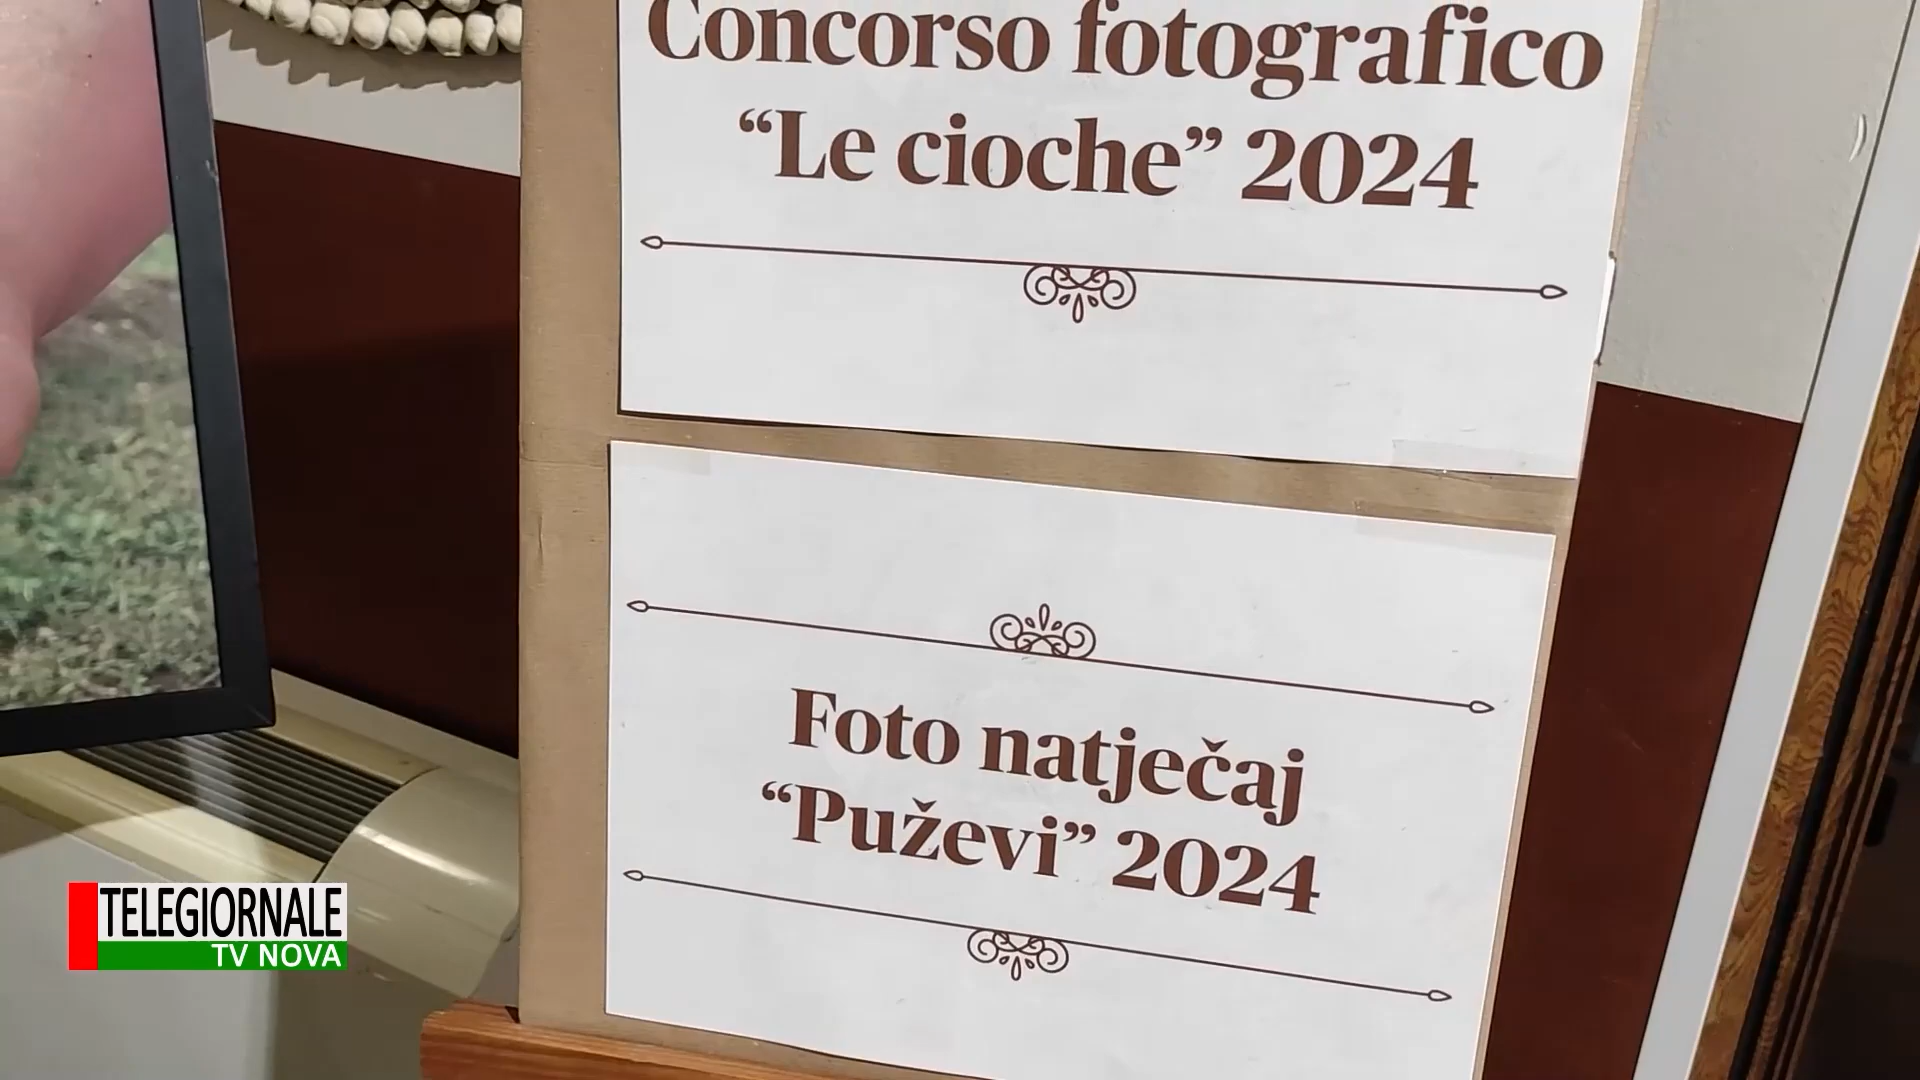 Concorso fotografico
“Le cioche” 2024
Foto natječaj
“Puževi” 2024
TELEGIORNALE
TV NOVA